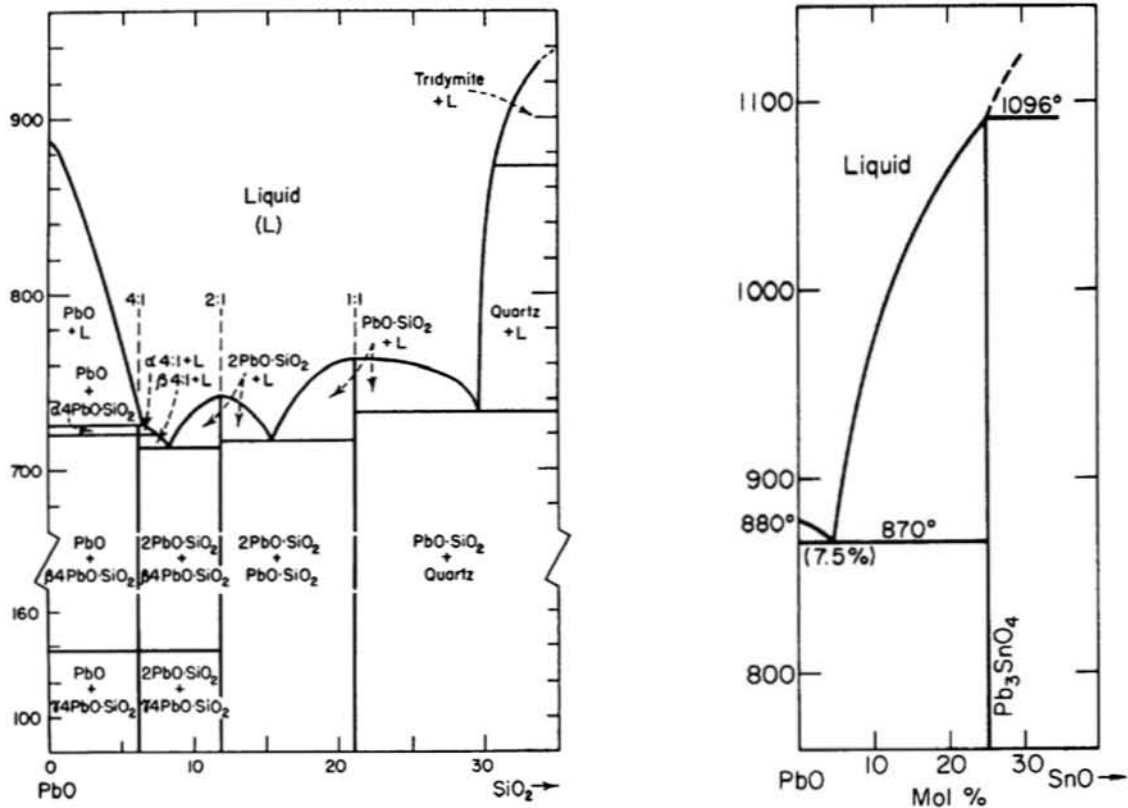 900
800
700
160
100
0
10
20
30
PbO
SiO₂→
Tridymite
+L
Liquid
(L)
4:1
2:1
1:1
PbO
+L
α4:1+L
β4:1+L
2PbO·SiO₂
+L
PbO·SiO₂
+L
Quartz
+L
PbO
+
α4PbO·SiO₂
PbO
+
β4PbO·SiO₂
2PbO·SiO₂
+
β4PbO·SiO₂
2PbO·SiO₂
+
PbO·SiO₂
PbO·SiO₂
+
Quartz
PbO
+
γ4PbO·SiO₂
2PbO·SiO₂
+
γ4PbO·SiO₂
1100
1000
900
880°
800
1096°
Liquid
870°
(7.5%)
Pb₃SnO₄
PbO
10
20
30
SnO→
Mol %